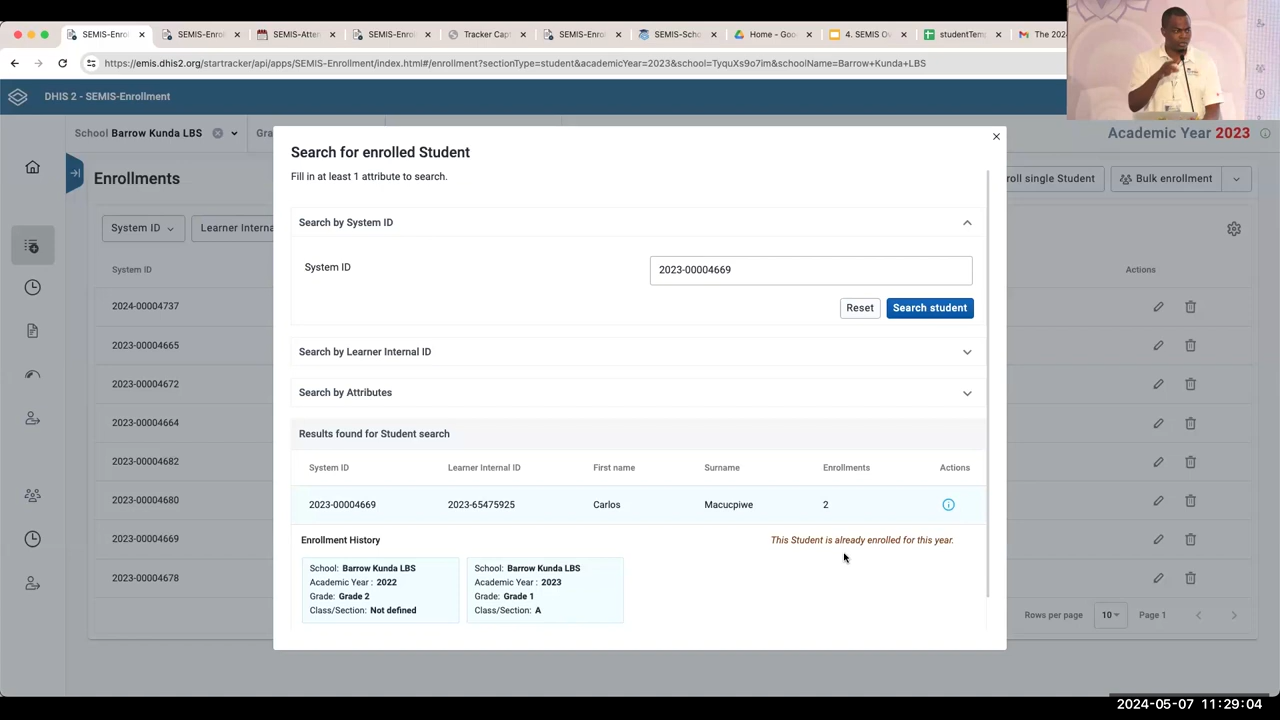 SEMIS-Enrol
SEMIS-Enrol
SEMIS-Atten
SEMIS-Enrol
Tracker Capt
SEMIS-Enrol
SEMIS-Scho
Home - Goo
4. SEMIS O
studentTem
The 202
https://emis.dhis2.org/startracker/api/apps/SEMIS-Enrollment/index.html#/enrollment?sectionType=student&academicYear=2023&school=TyquXs9o7im&schoolName=Barrow+Kunda+LBS
DHIS 2 - SEMIS-Enrollment
School Barrow Kunda LBS
Gra
Academic Year 2023
Enrollments
roll single Student
Bulk enrollment
System ID
Learner Interna
System ID
Actions
2024-00004737
2023-00004665
2023-00004672
2023-00004664
2023-00004682
2023-00004680
2023-00004669
2023-00004678
Rows per page
10
Page 1
Search for enrolled Student
Fill in at least 1 attribute to search.
Search by System ID
System ID
2023-00004669
Reset
Search student
Search by Learner Internal ID
Search by Attributes
Results found for Student search
System ID Learner Internal ID First name Surname Enrollments Actions
2023-00004669 2023-65475925 Carlos Macucpiwe 2
Enrollment History
This Student is already enrolled for this year.
School: Barrow Kunda LBS
Academic Year : 2022
Grade: Grade 2
Class/Section: Not defined
School: Barrow Kunda LBS
Academic Year : 2023
Grade: Grade 1
Class/Section: A
2024-05-07 11:29:04